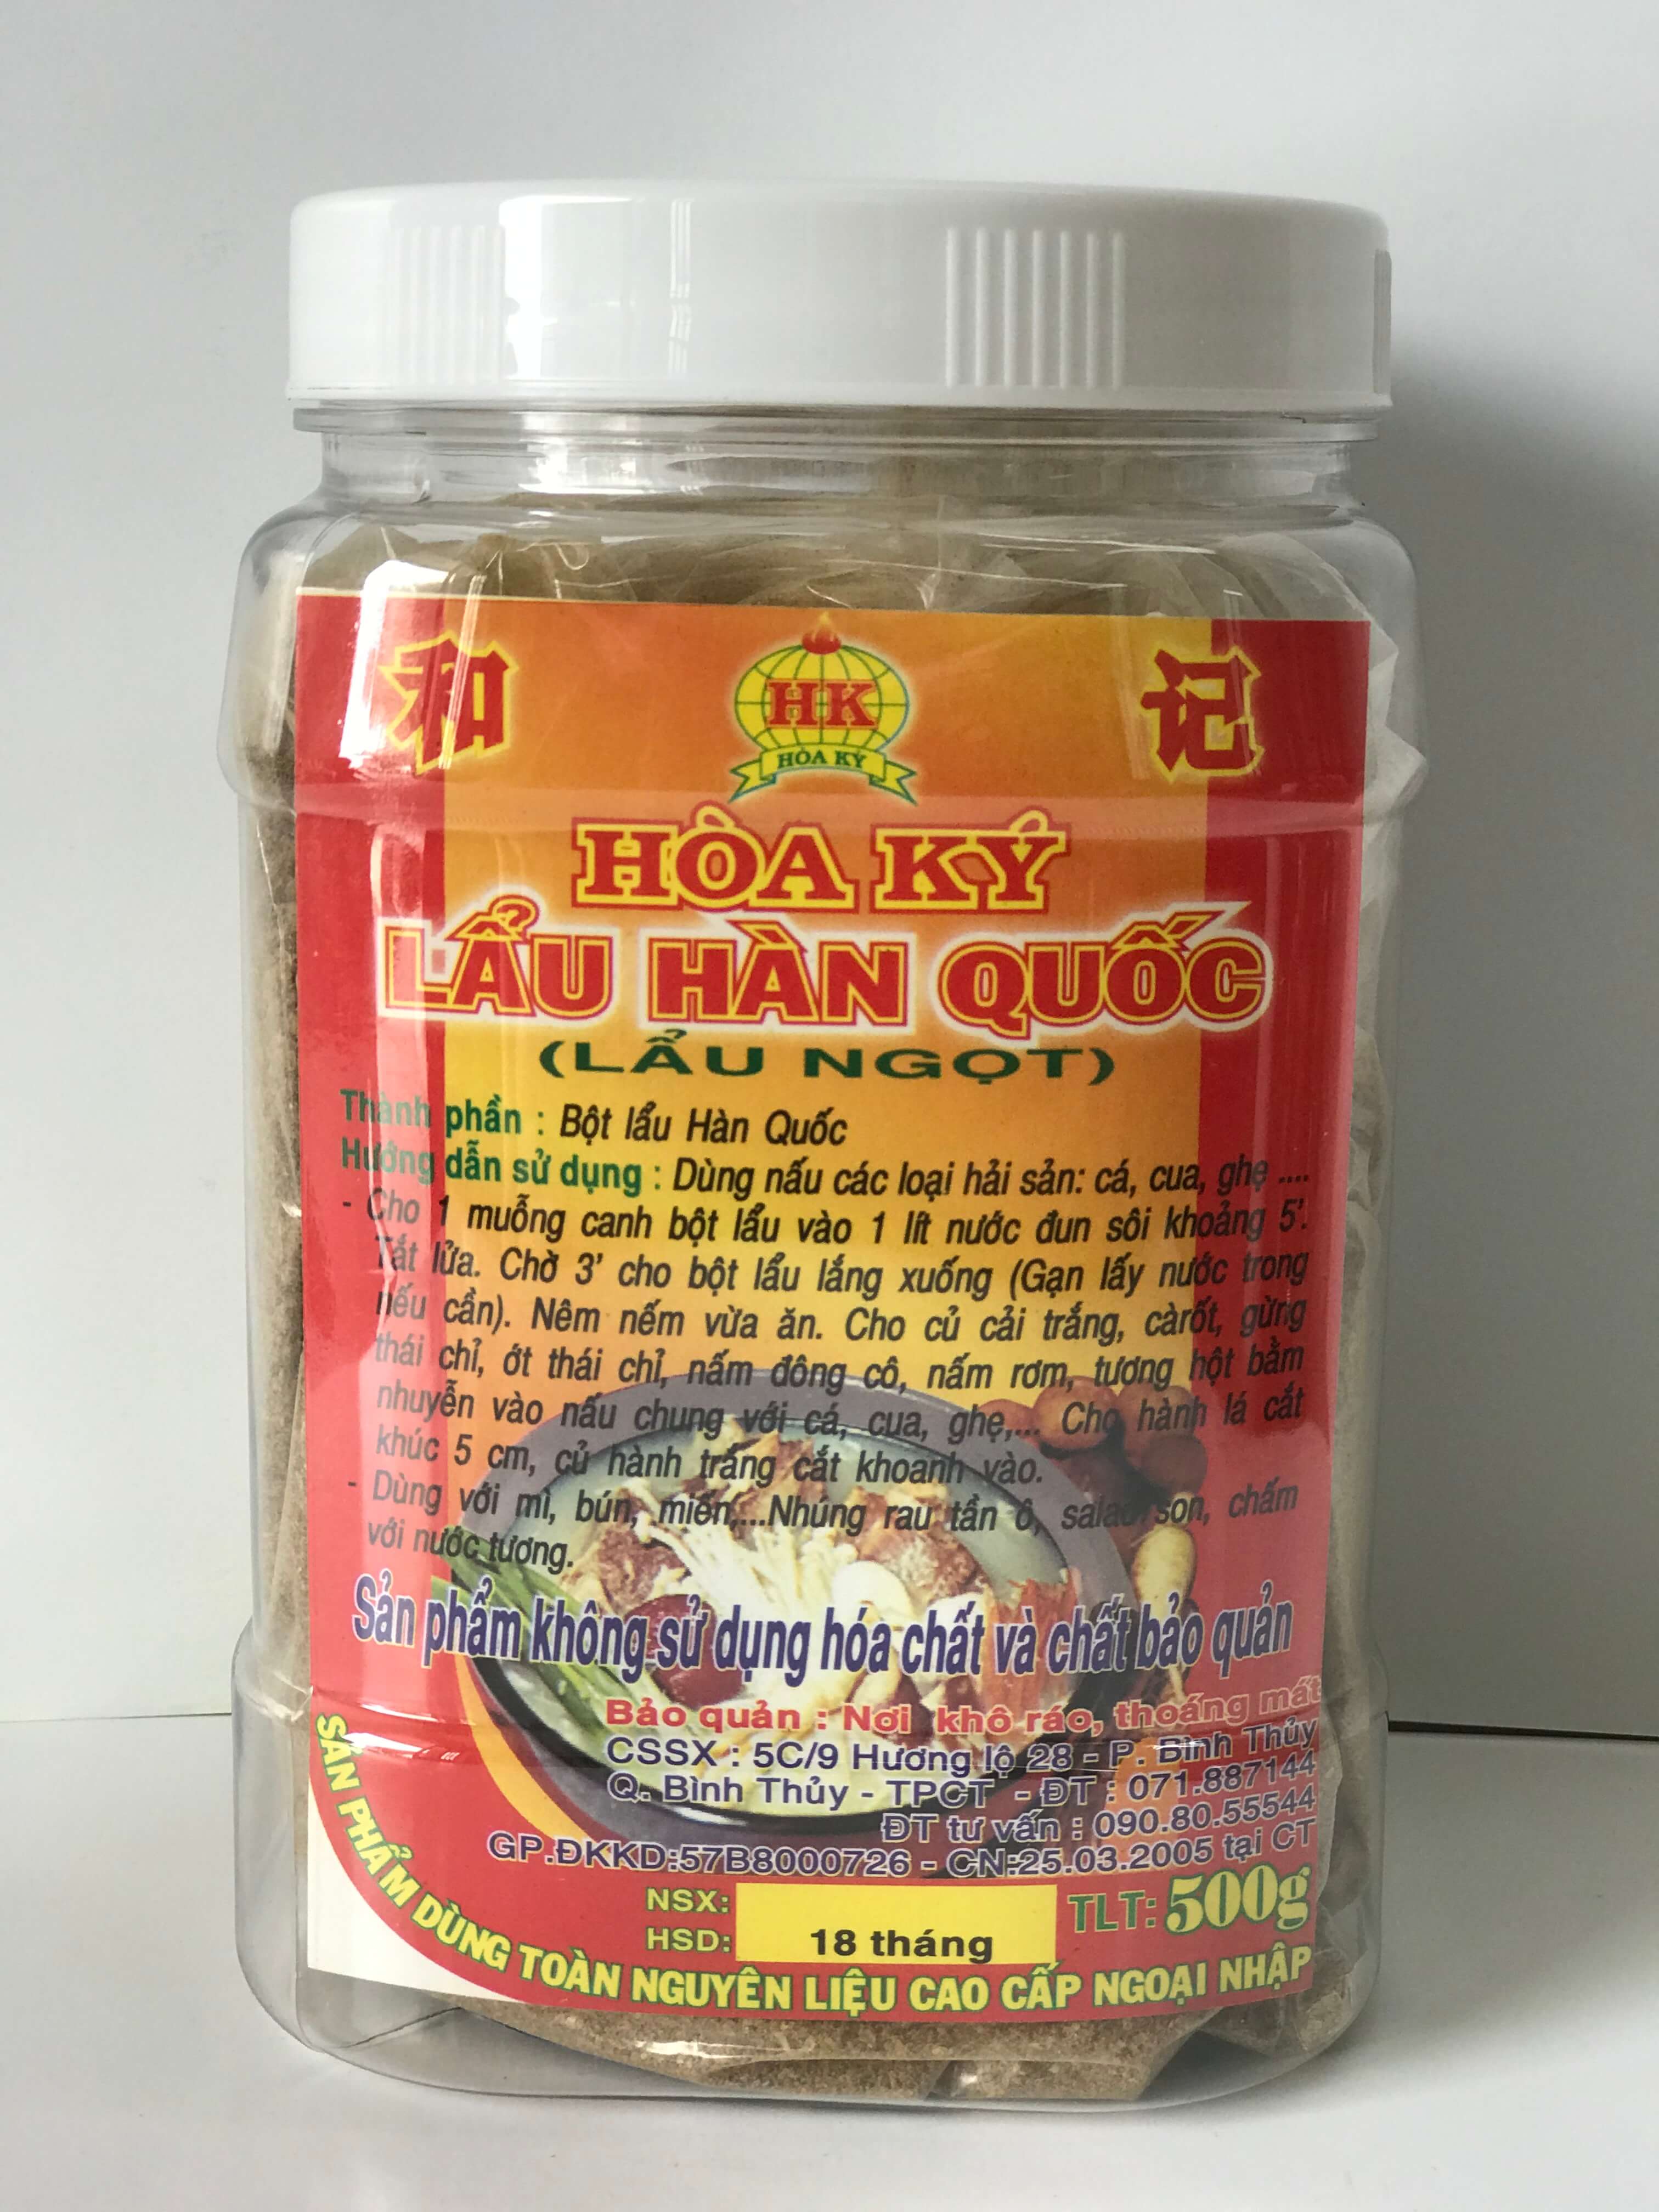 和 记
HK
HÒA KÝ
HÒA KÝ
LẨU HÀN QUỐC
(LẨU NGỌT)
Thành phần : Bột lẩu Hàn Quốc
Hướng dẫn sử dụng : Dùng nấu các loại hải sản: cá, cua, ghẹ ....
- Cho 1 muỗng canh bột lẩu vào 1 lít nước đun sôi khoảng 5'.
Tắt lửa. Chờ 3' cho bột lẩu lắng xuống (Gạn lấy nước trong
nếu cần). Nêm nếm vừa ăn. Cho củ cải trắng, càrốt, gừng
thái chỉ, ớt thái chỉ, nấm đông cô, nấm rơm, tương hột bằm
nhuyễn vào nấu chung với cá, cua, ghẹ,... Cho hành lá cắt
khúc 5 cm, củ hành trắng cắt khoanh vào.
- Dùng với mì, bún, miến,...Nhúng rau tần ô, salad son, chấm
với nước tương.
Sản phẩm không sử dụng hóa chất và chất bảo quản
Bảo quản : Nơi khô ráo, thoáng mát
CSSX : 5C/9 Hương lộ 28 - P. Bình Thủy
Q. Bình Thủy - TPCT - ĐT : 071.887144
ĐT tư vấn : 090.80.55544
GP.ĐKKD:57B8000726 - CN:25.03.2005 tại CT
NSX:
HSD: 18 tháng
TLT: 500g
SẢN PHẨM DÙNG TOÀN NGUYÊN LIỆU CAO CẤP NGOẠI NHẬP